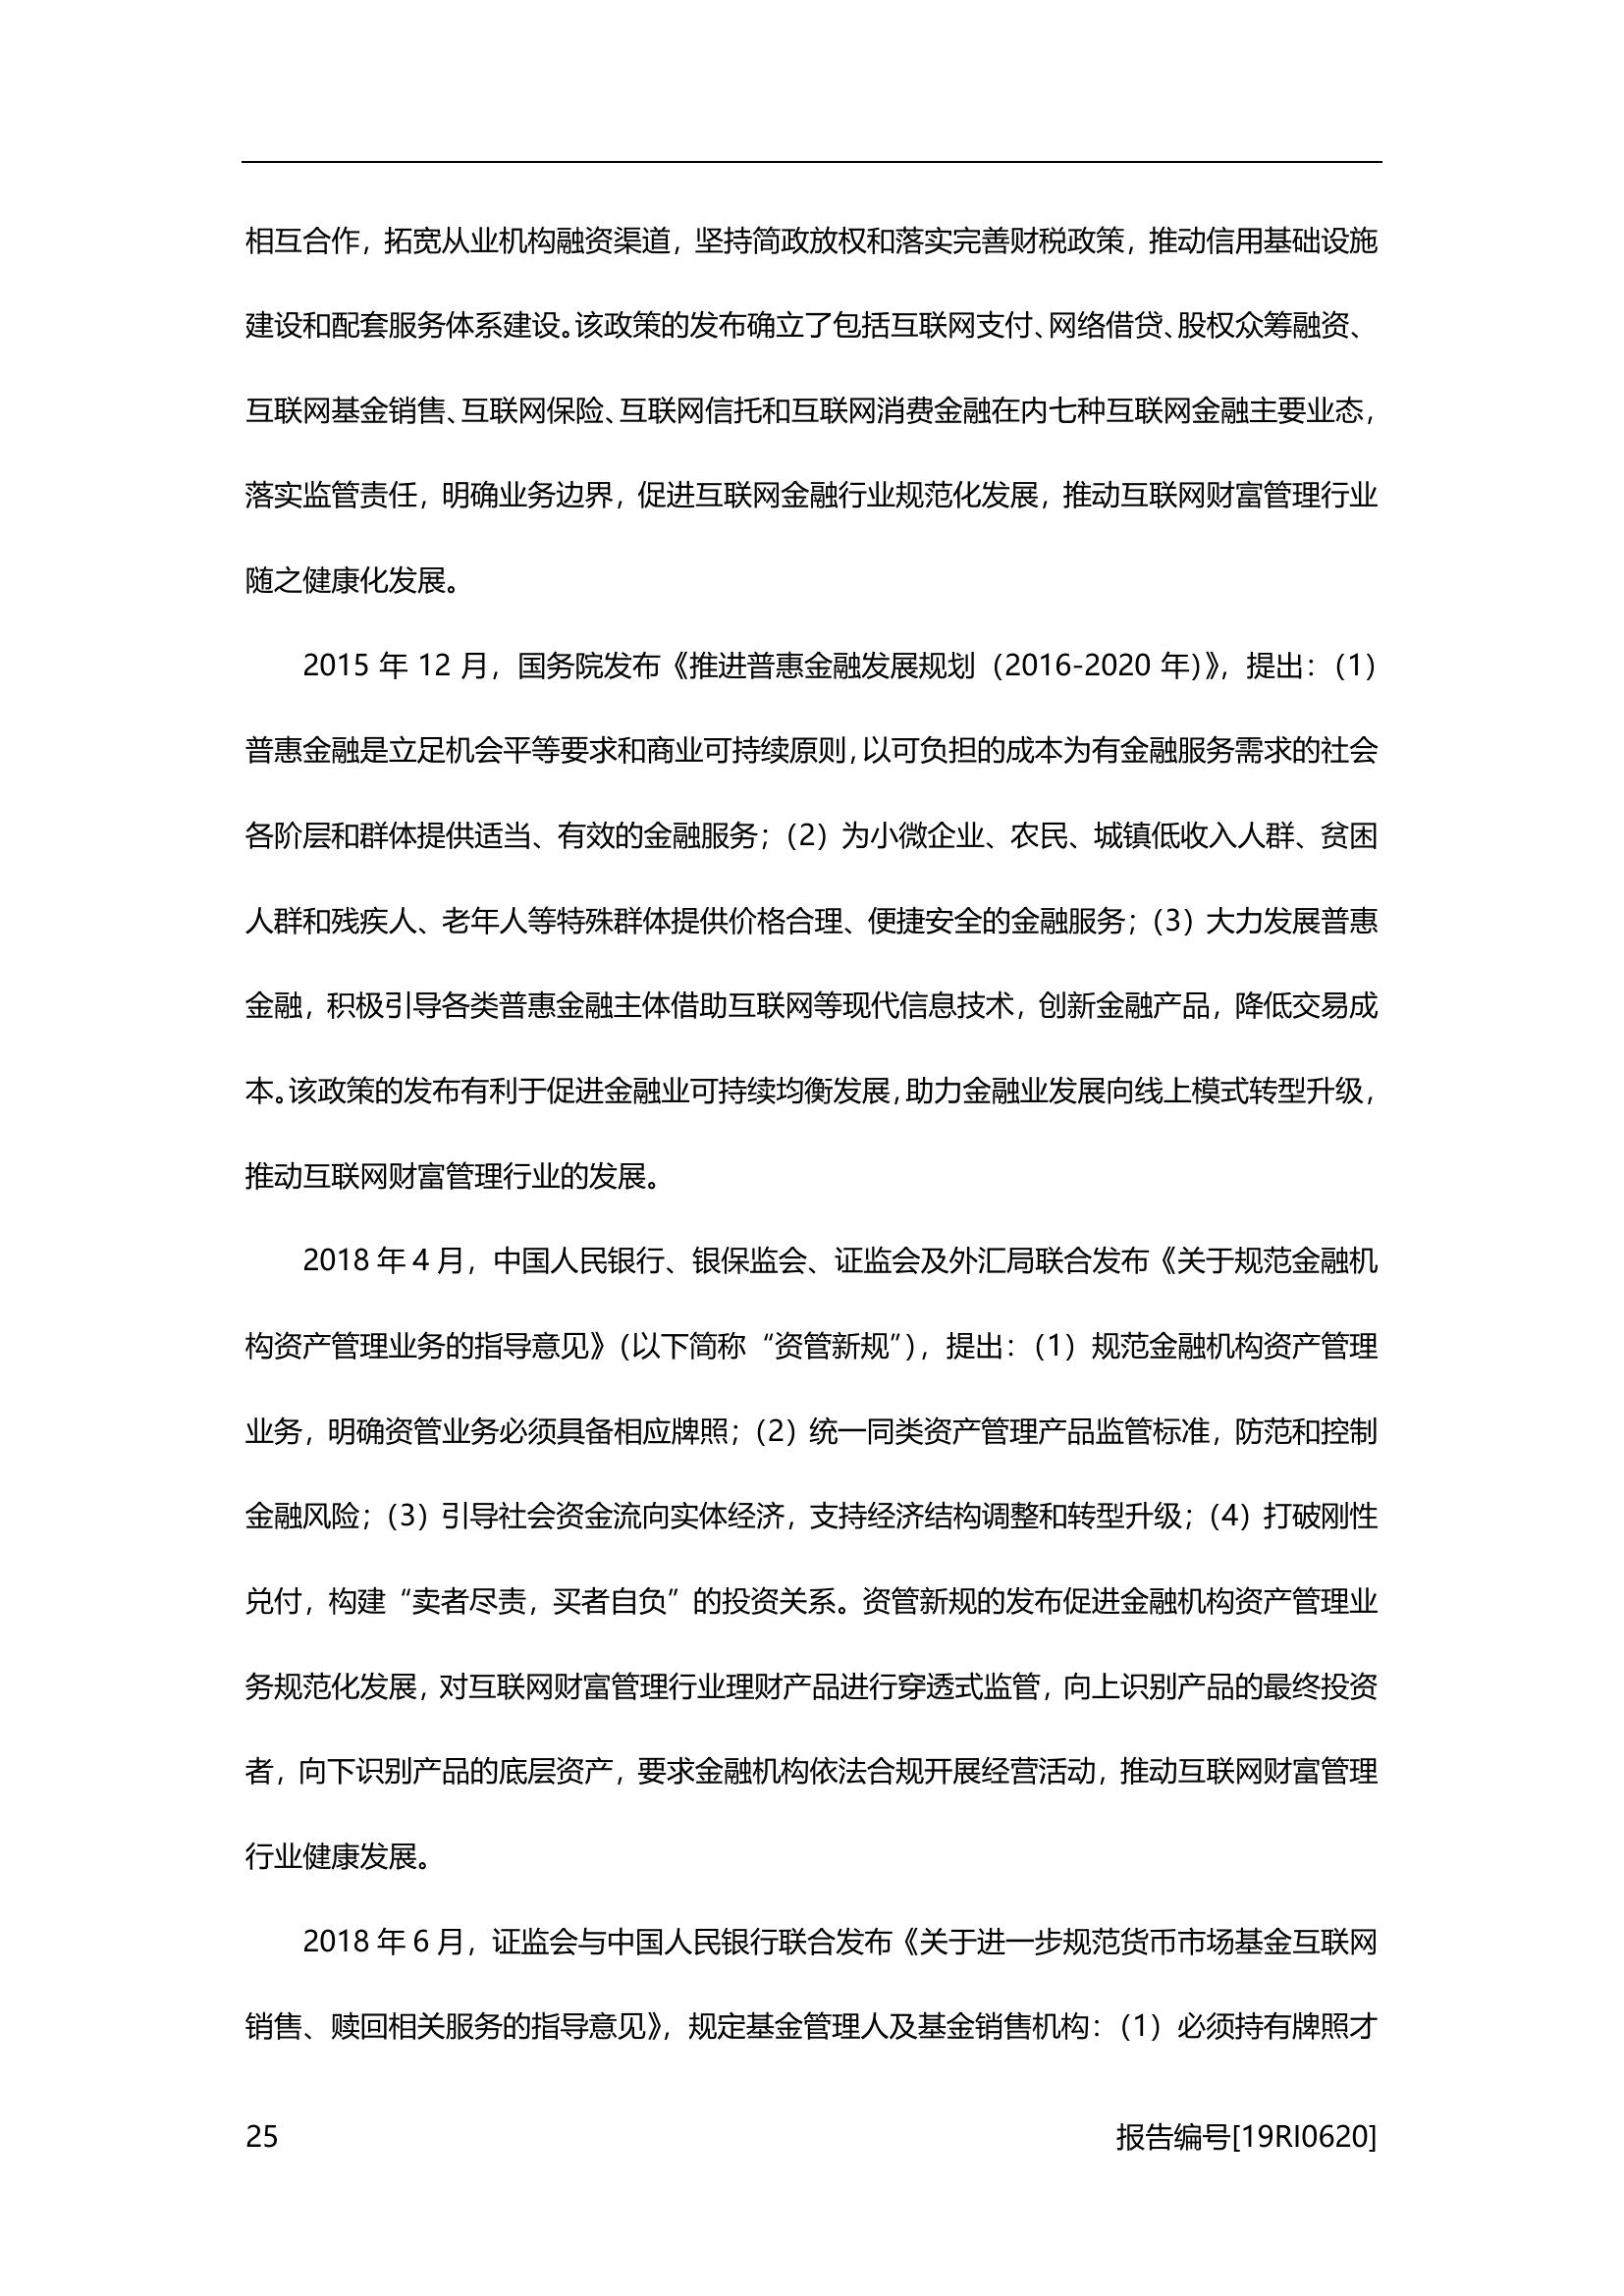 相互合作，拓宽从业机构融资渠道，坚持简政放权和落实完善财税政策，推动信用基础设施
建设和配套服务体系建设。该政策的发布确立了包括互联网支付、网络借贷、股权众筹融资、
互联网基金销售、互联网保险、互联网信托和互联网消费金融在内七种互联网金融主要业态，
落实监管责任，明确业务边界，促进互联网金融行业规范化发展，推动互联网财富管理行业
随之健康化发展。
2015 年 12 月，国务院发布《推进普惠金融发展规划（2016-2020 年）》，提出：（1）
普惠金融是立足机会平等要求和商业可持续原则，以可负担的成本为有金融服务需求的社会
各阶层和群体提供适当、有效的金融服务；（2）为小微企业、农民、城镇低收入人群、贫困
人群和残疾人、老年人等特殊群体提供价格合理、便捷安全的金融服务；（3）大力发展普惠
金融，积极引导各类普惠金融主体借助互联网等现代信息技术，创新金融产品，降低交易成
本。该政策的发布有利于促进金融业可持续均衡发展，助力金融业发展向线上模式转型升级，
推动互联网财富管理行业的发展。
2018 年 4 月，中国人民银行、银保监会、证监会及外汇局联合发布《关于规范金融机
构资产管理业务的指导意见》（以下简称“资管新规”），提出：（1）规范金融机构资产管理
业务，明确资管业务必须具备相应牌照；（2）统一同类资产管理产品监管标准，防范和控制
金融风险；（3）引导社会资金流向实体经济，支持经济结构调整和转型升级；（4）打破刚性
兑付，构建“卖者尽责，买者自负”的投资关系。资管新规的发布促进金融机构资产管理业
务规范化发展，对互联网财富管理行业理财产品进行穿透式监管，向上识别产品的最终投资
者，向下识别产品的底层资产，要求金融机构依法合规开展经营活动，推动互联网财富管理
行业健康发展。
2018 年 6 月，证监会与中国人民银行联合发布《关于进一步规范货币市场基金互联网
销售、赎回相关服务的指导意见》，规定基金管理人及基金销售机构：（1）必须持有牌照才
25
报告编号[19RI0620]